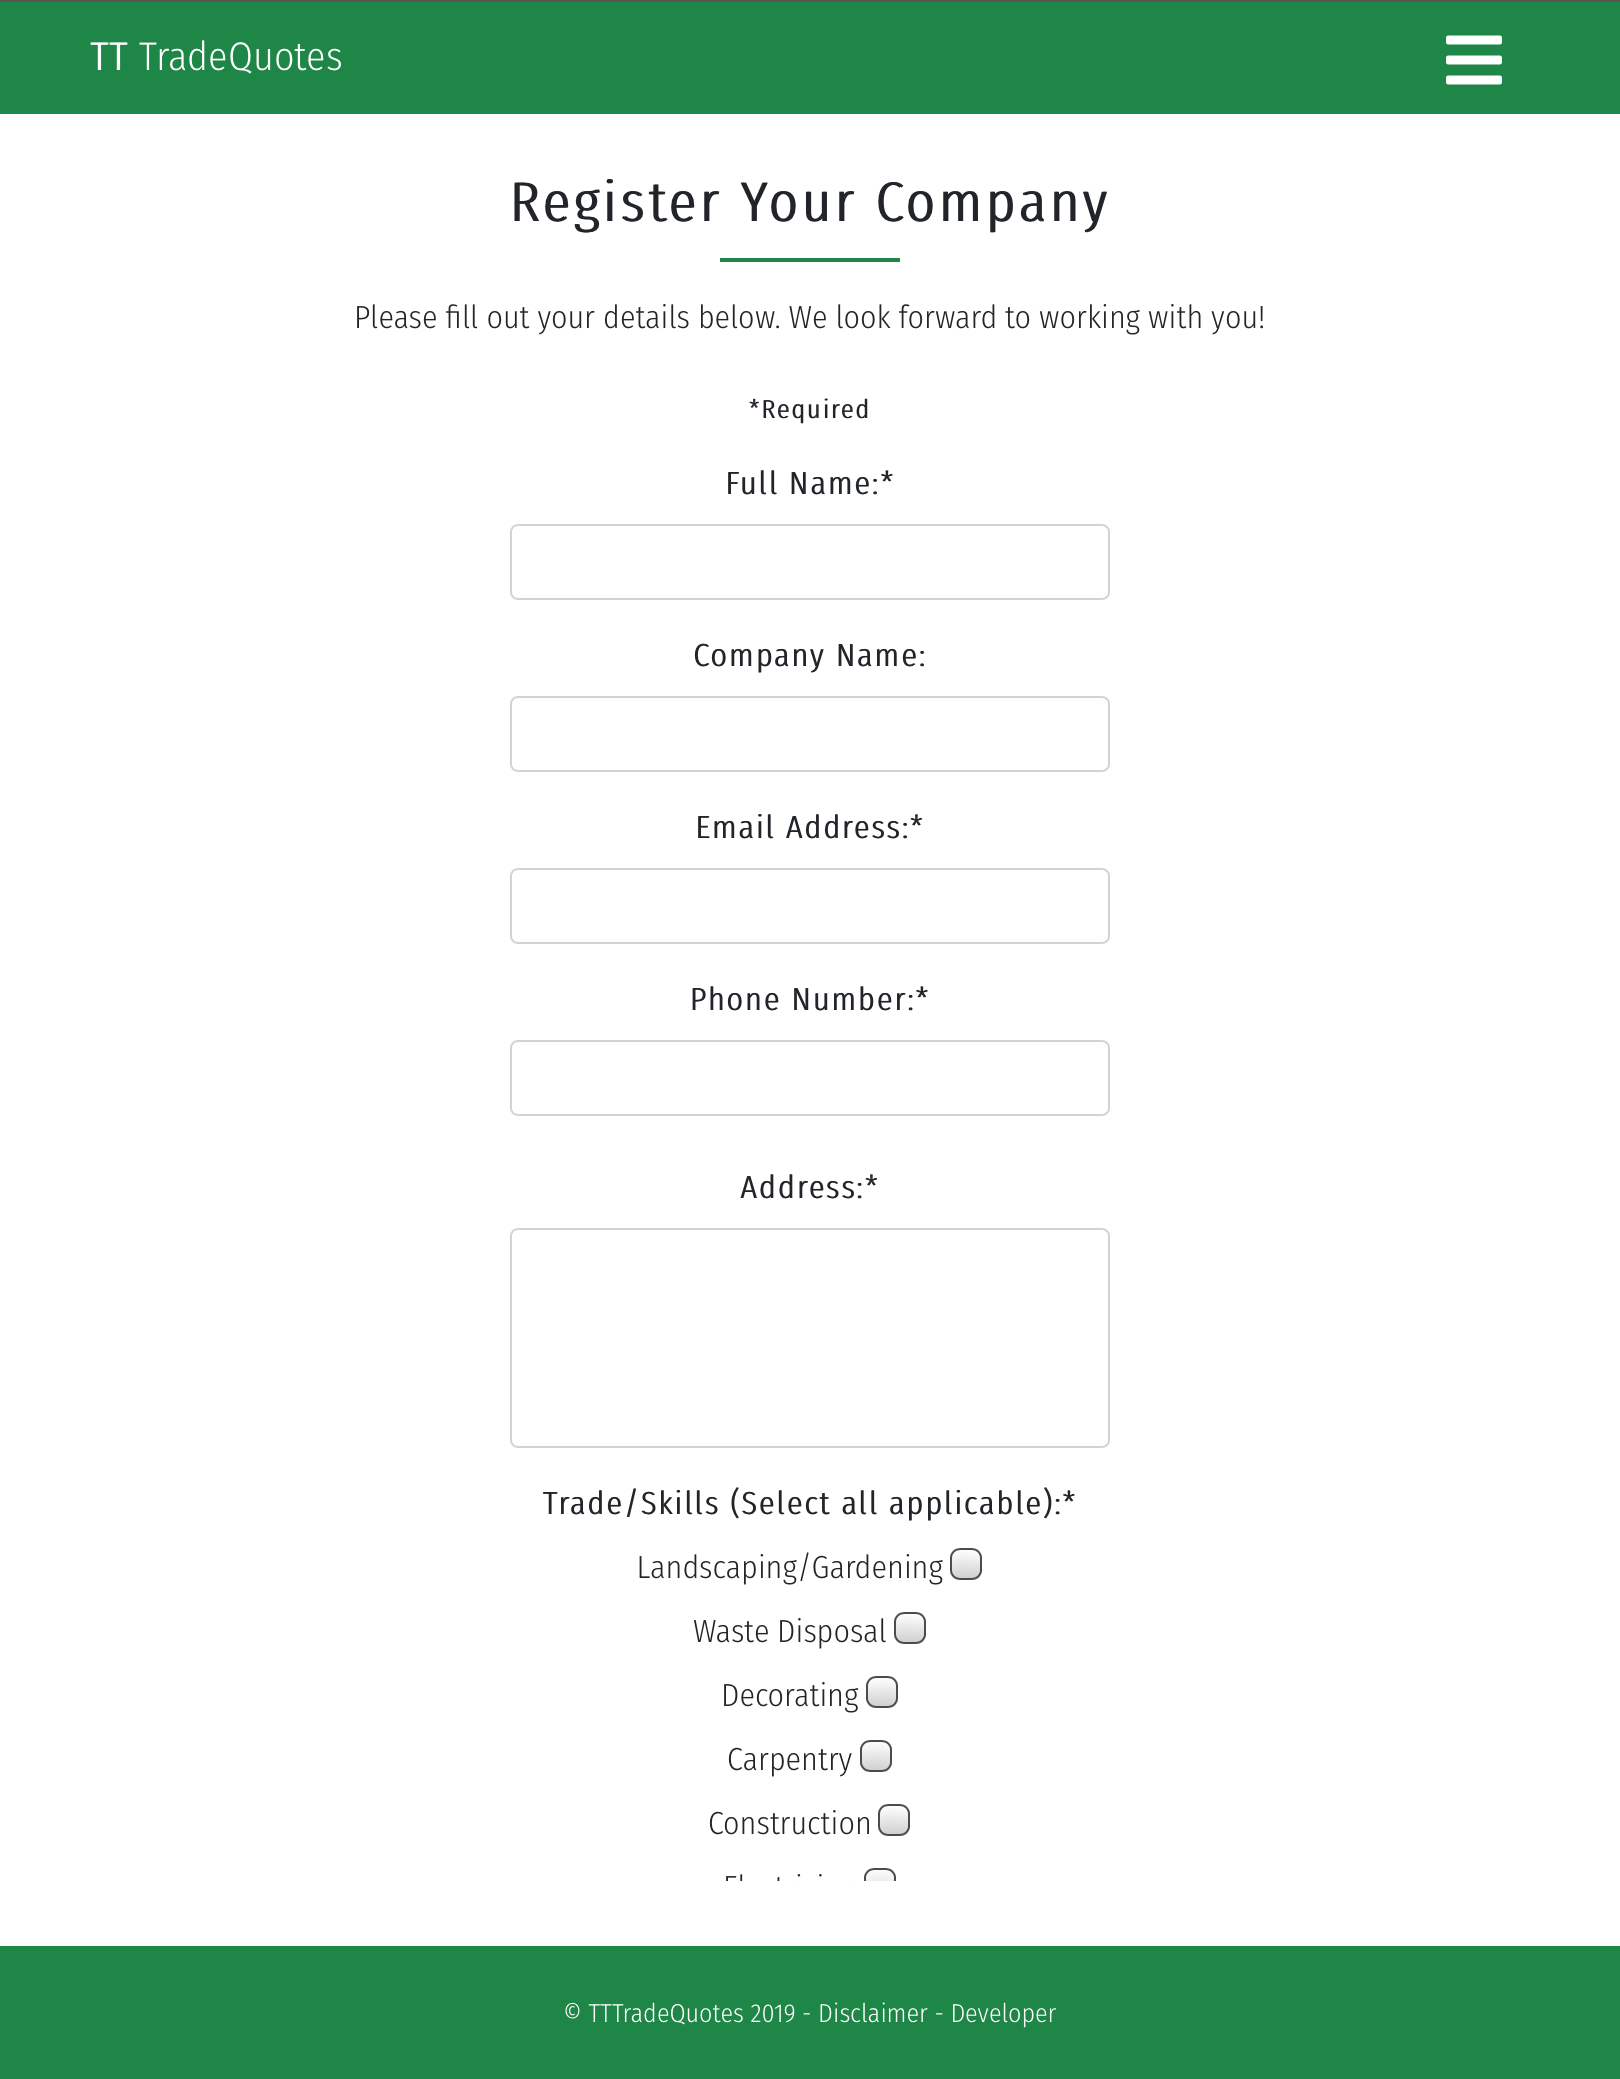 TT TradeQuotes
Register Your Company
Please fill out your details below. We look forward to working with you!
*Required
Full Name:*
Company Name:
Email Address:*
Phone Number:*
Address:*
Trade/Skills (Select all applicable):*
Landscaping/Gardening
Waste Disposal
Decorating
Carpentry
Construction
© TTTradeQuotes 2019 - Disclaimer - Developer